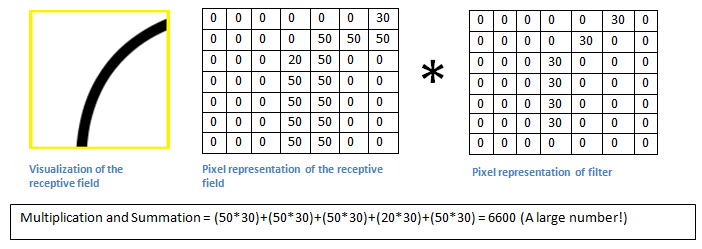 0 0 0 0 0 0 30
0 0 0 0 50 50 50
0 0 0 20 50 0 0
0 0 0 50 50 0 0
0 0 0 50 50 0 0
0 0 0 50 50 0 0
0 0 0 50 50 0 0
*
0 0 0 0 0 30 0
0 0 0 0 30 0 0
0 0 0 30 0 0 0
0 0 0 30 0 0 0
0 0 0 30 0 0 0
0 0 0 30 0 0 0
0 0 0 0 0 0 0
Visualization of the
receptive field
Pixel representation of the receptive
field
Pixel representation of filter
Multiplication and Summation = (50*30)+(50*30)+(50*30)+(20*30)+(50*30) = 6600 (A large number!)